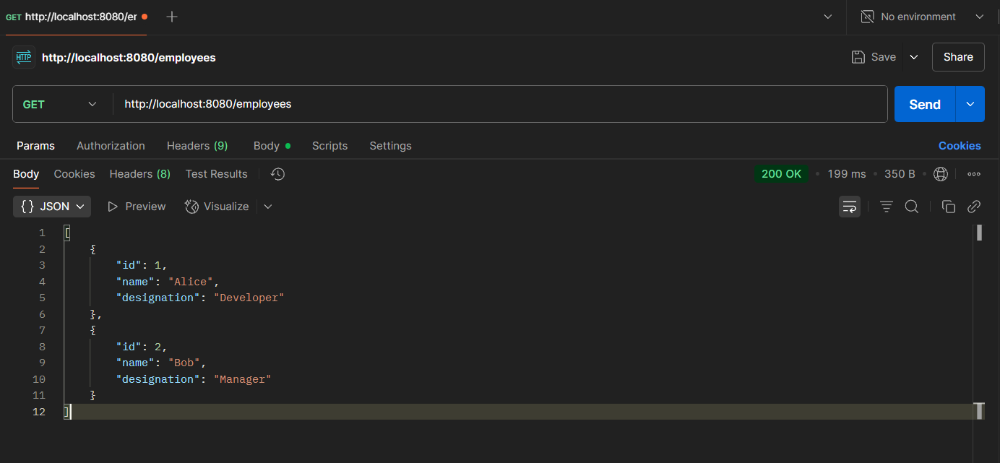 GET http://localhost:8080/er
No environment
HTTP http://localhost:8080/employees
Save
Share
GET http://localhost:8080/employees
Send
Params Authorization Headers (9) Body Scripts Settings Cookies
Body Cookies Headers (8) Test Results 200 OK • 199 ms • 350 B •
{} JSON Preview Visualize
1 [
2 {
3 "id": 1,
4 "name": "Alice",
5 "designation": "Developer"
6 },
7 {
8 "id": 2,
9 "name": "Bob",
10 "designation": "Manager"
11 }
12 ]